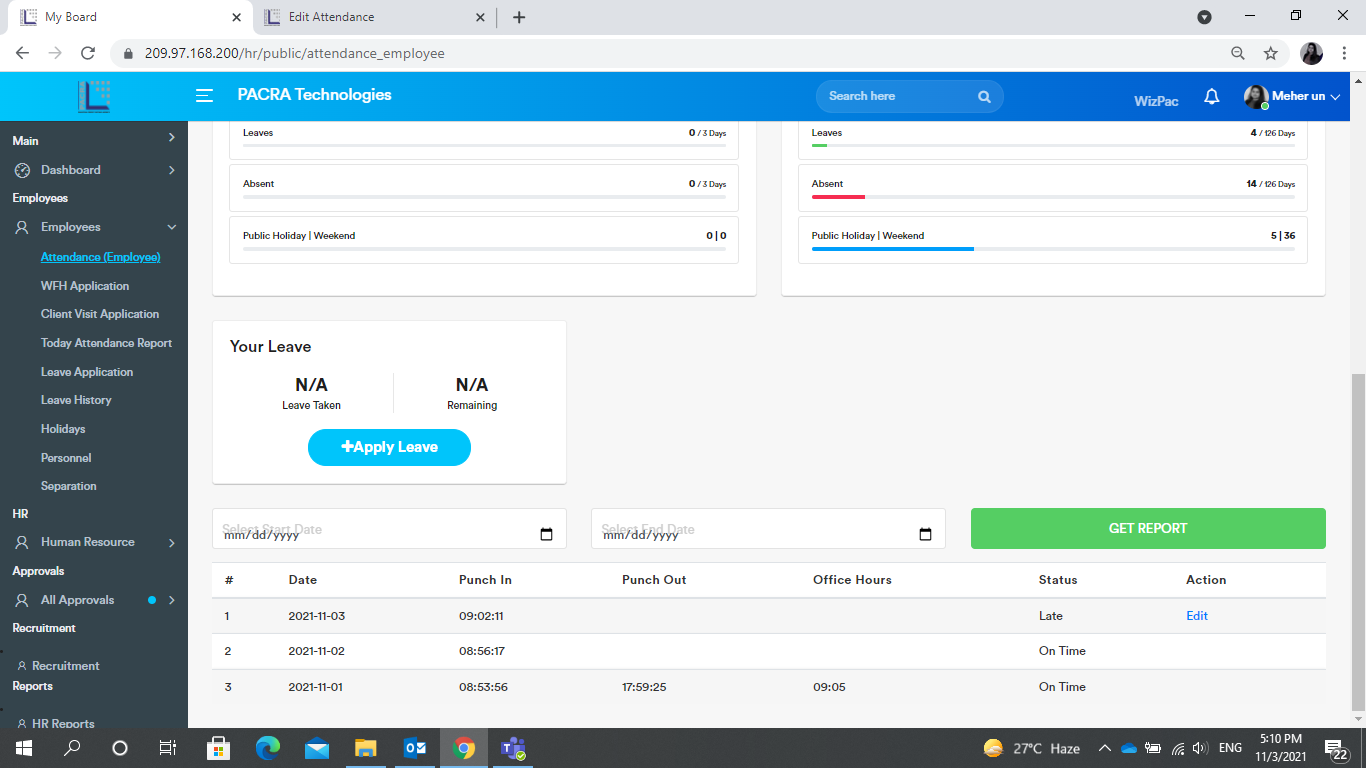 My Board
Edit Attendance
209.97.168.200/hr/public/attendance_employee
PACRA Technologies
Search here
WizPac
Meher un
Main
Dashboard
Employees
Employees
Attendance (Employee)
WFH Application
Client Visit Application
Today Attendance Report
Leave Application
Leave History
Holidays
Personnel
Separation
HR
Human Resource
Approvals
All Approvals
Recruitment
Recruitment
Reports
HR Reports
Leaves 0 / 3 Days
Absent 0 / 3 Days
Public Holiday | Weekend 0 | 0
Leaves 4 / 126 Days
Absent 14 / 126 Days
Public Holiday | Weekend 5 | 36
Your Leave
N/A N/A
Leave Taken Remaining
+Apply Leave
Select Start Date
mm/dd/yyyy
Select End Date
mm/dd/yyyy
GET REPORT
# Date Punch In Punch Out Office Hours Status Action
1 2021-11-03 09:02:11 Late Edit
2 2021-11-02 08:56:17 On Time
3 2021-11-01 08:53:56 17:59:25 09:05 On Time
27°C Haze
ENG
5:10 PM
11/3/2021
22